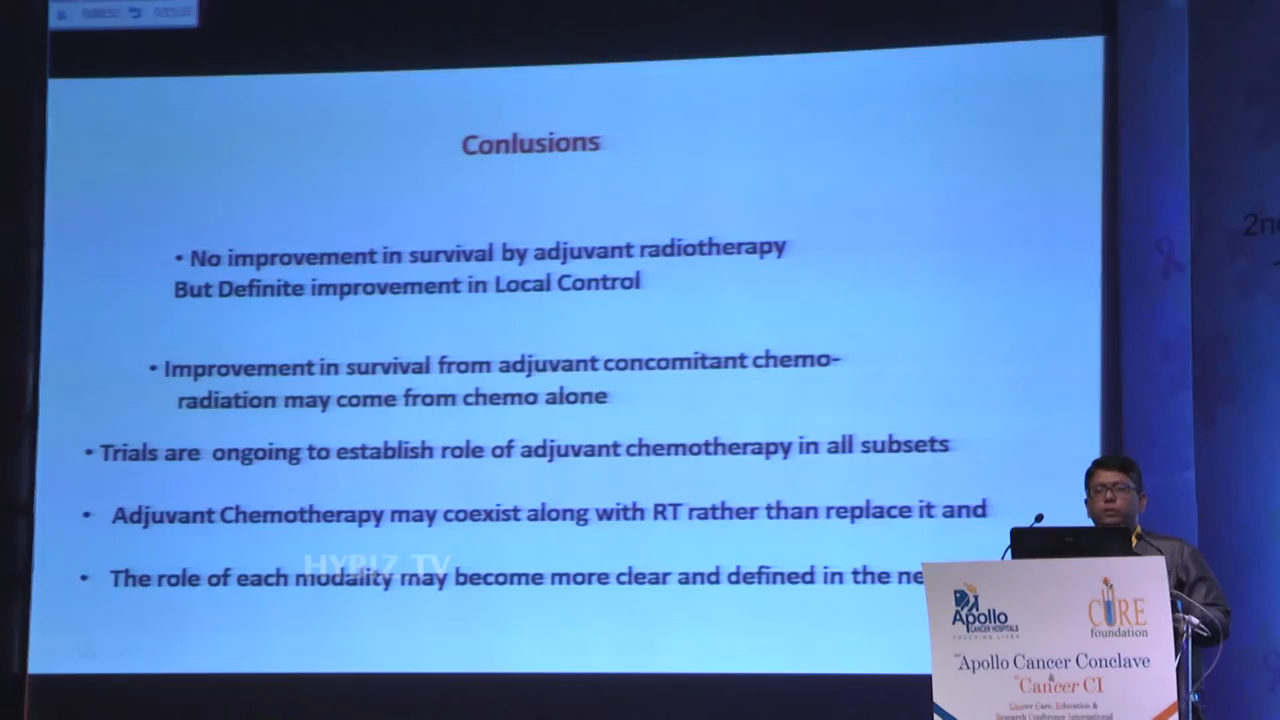 Conlusions
• No improvement in survival by adjuvant radiotherapy
But Definite improvement in Local Control
• Improvement in survival from adjuvant concomitant chemo-
radiation may come from chemo alone
• Trials are ongoing to establish role of adjuvant chemotherapy in all subsets
• Adjuvant Chemotherapy may coexist along with RT rather than replace it and
• The role of each modality may become more clear and defined in the ne
HYBIZ TV
2n
Apollo
CANCER HOSPITALS
TOUCHING LIVES
CURE
foundation
Apollo Cancer Conclave
&
Cancer CI
Cancer Care, Education &
Research Conference International